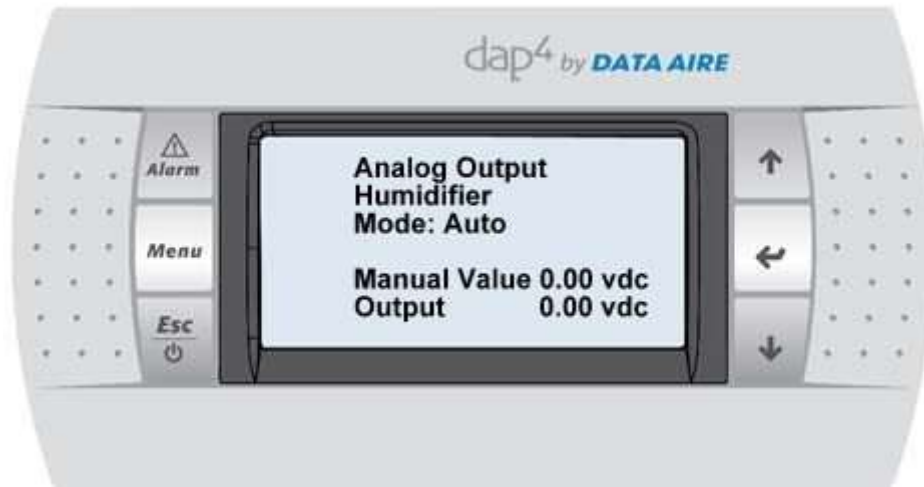 dap4 by DATA AIRE
Alarm
Menu
Esc
Analog Output
Humidifier
Mode: Auto
Manual Value 0.00 vdc
Output 0.00 vdc